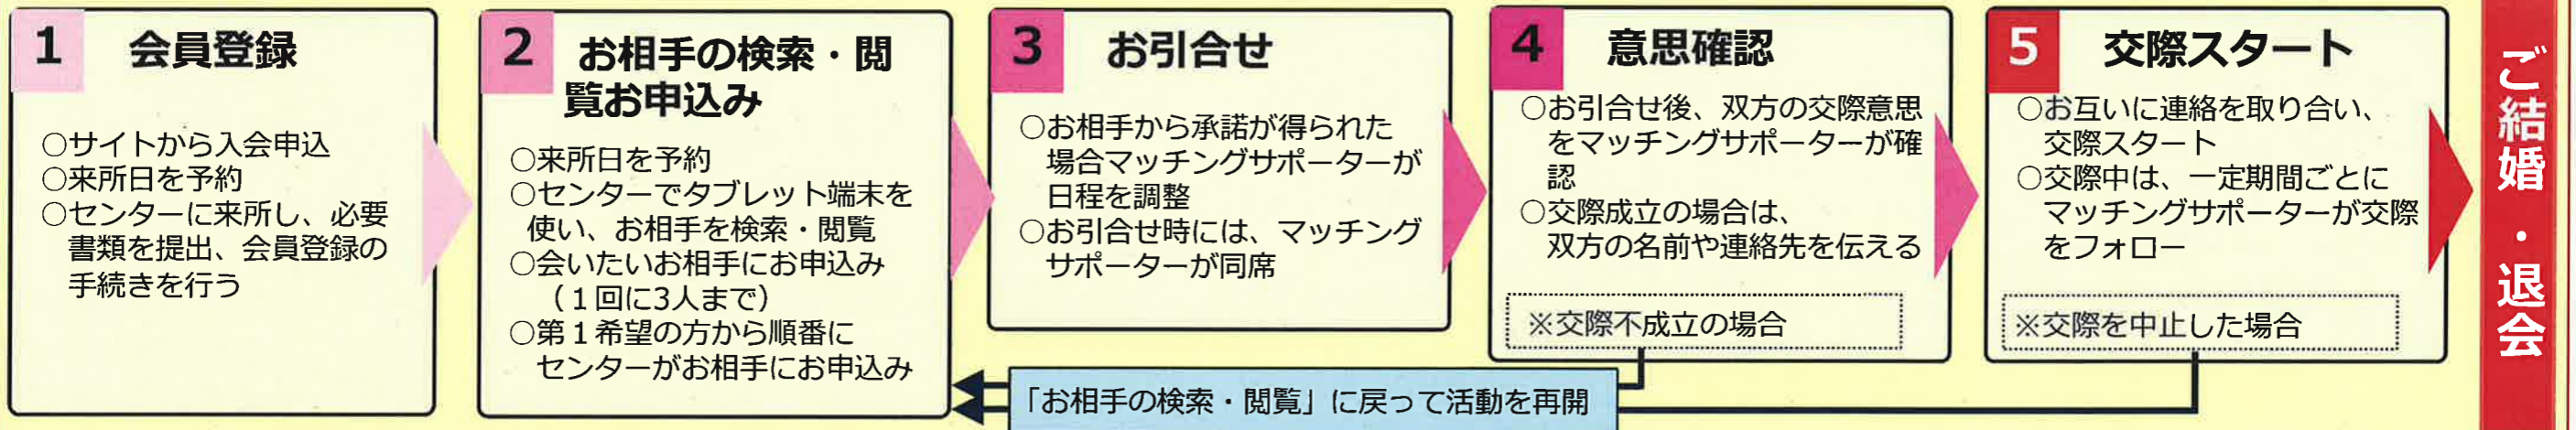 1 会員登録
○サイトから入会申込
○来所日を予約
○センターに来所し、必要
書類を提出、会員登録の
手続きを行う
2 お相手の検索・閲
覧お申込み
○来所日を予約
○センターでタブレット端末を
使い、お相手を検索・閲覧
○会いたいお相手にお申込み
（１回に3人まで）
○第１希望の方から順番に
センターがお相手にお申込み
3 お引合せ
○お相手から承諾が得られた
場合マッチングサポーターが
日程を調整
○お引合せ時には、マッチング
サポーターが同席
4 意思確認
○お引合せ後、双方の交際意思
をマッチングサポーターが確
認
○交際成立の場合は、
双方の名前や連絡先を伝える
※交際不成立の場合
5 交際スタート
○お互いに連絡を取り合い、
交際スタート
○交際中は、一定期間ごとに
マッチングサポーターが交際
をフォロー
※交際を中止した場合
「お相手の検索・閲覧」に戻って活動を再開
ご結婚・退会